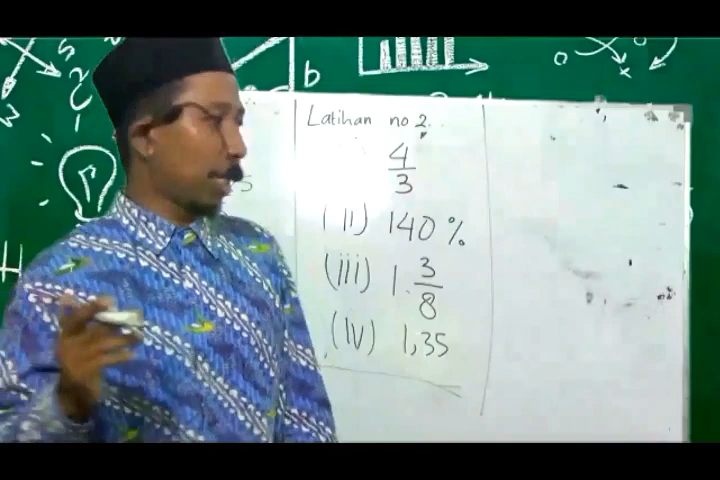 b
Latihan no 2.
4
3
(ii) 140 %
(iii) 1 3
8
(iv) 1,35